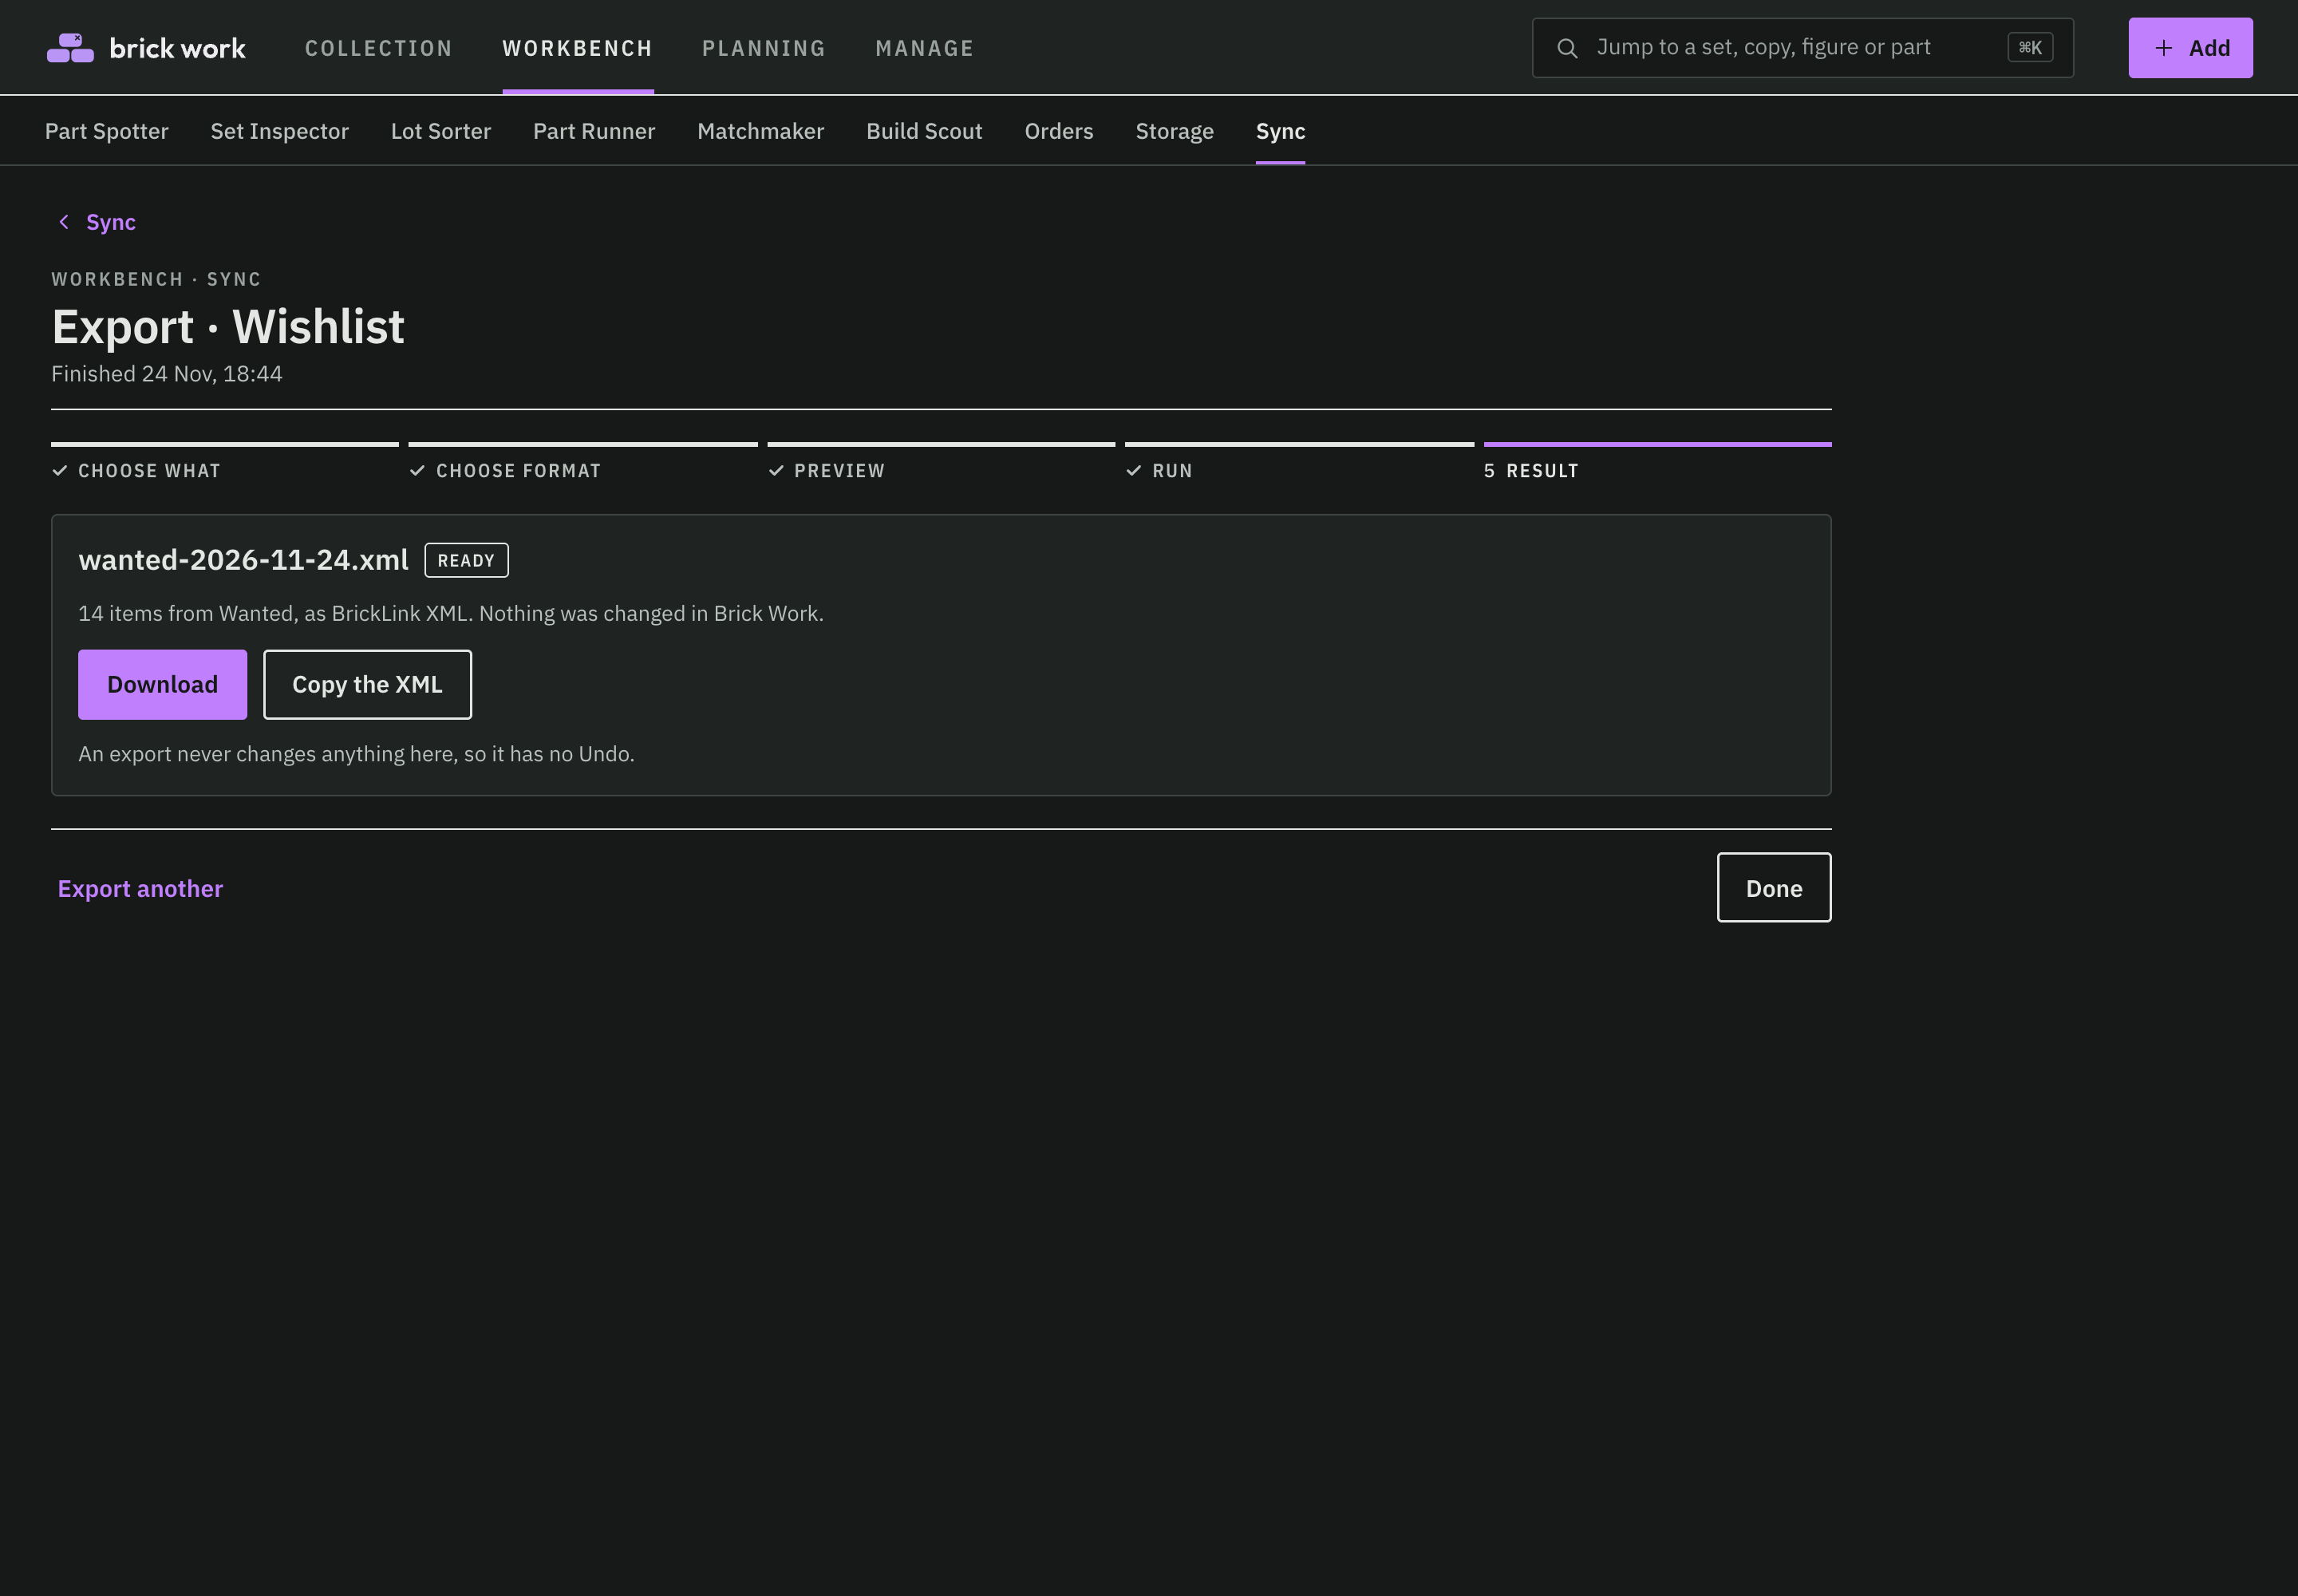 brick work COLLECTION WORKBENCH PLANNING MANAGE Jump to a set, copy, figure or part ⌘K + Add
Part Spotter Set Inspector Lot Sorter Part Runner Matchmaker Build Scout Orders Storage Sync
Sync
WORKBENCH · SYNC
Export · Wishlist
Finished 24 Nov, 18:44
CHOOSE WHAT CHOOSE FORMAT PREVIEW RUN 5 RESULT
wanted-2026-11-24.xml READY
14 items from Wanted, as BrickLink XML. Nothing was changed in Brick Work.
Download Copy the XML
An export never changes anything here, so it has no Undo.
Export another Done